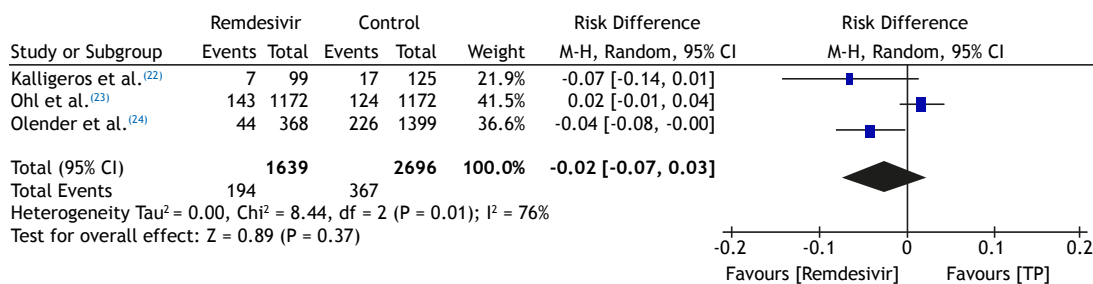 Remdesivir Control Risk Difference Risk Difference
Study or Subgroup Events Total Events Total Weight M-H, Random, 95% CI M-H, Random, 95% CI
Kalligeros et al.(22) 7 99 17 125 21.9% -0.07 [-0.14, 0.01]
Ohl et al.(23) 143 1172 124 1172 41.5% 0.02 [-0.01, 0.04]
Olender et al.(24) 44 368 226 1399 36.6% -0.04 [-0.08, -0.00]
Total (95% CI) 1639 2696 100.0% -0.02 [-0.07, 0.03]
Total Events 194 367
Heterogeneity Tau² = 0.00, Chi² = 8.44, df = 2 (P = 0.01); I² = 76%
Test for overall effect: Z = 0.89 (P = 0.37)
-0.2 -0.1 0 0.1 0.2
Favours [Remdesivir] Favours [TP]